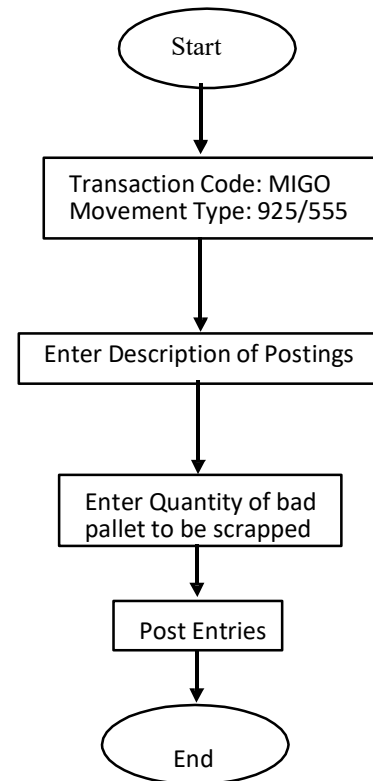 Start
Transaction Code: MIGO
Movement Type: 925/555
Enter Description of Postings
Enter Quantity of bad
pallet to be scrapped
Post Entries
End